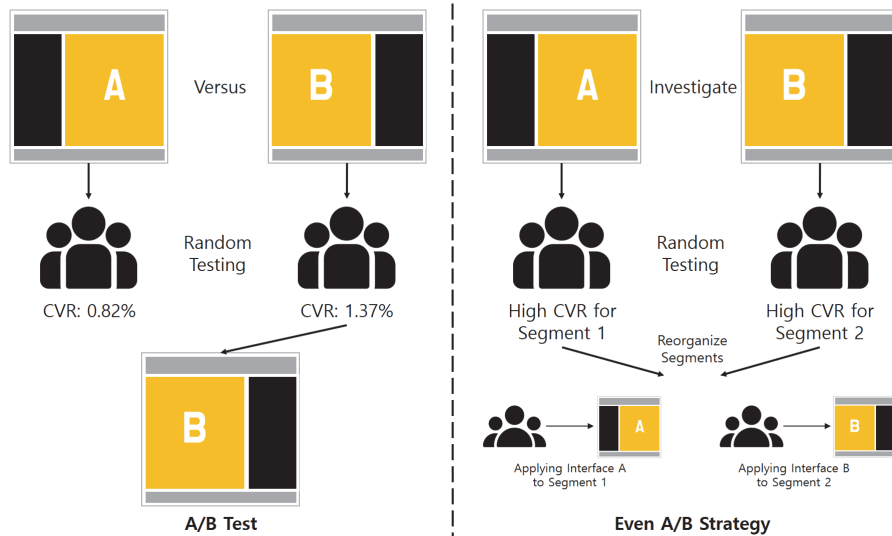 A
Versus
B
Random
Testing
CVR: 0.82%
CVR: 1.37%
B
A/B Test
A
Investigate
B
Random
Testing
High CVR for
Segment 1
High CVR for
Segment 2
Reorganize
Segments
A
B
Applying Interface A
to Segment 1
Applying Interface B
to Segment 2
Even A/B Strategy